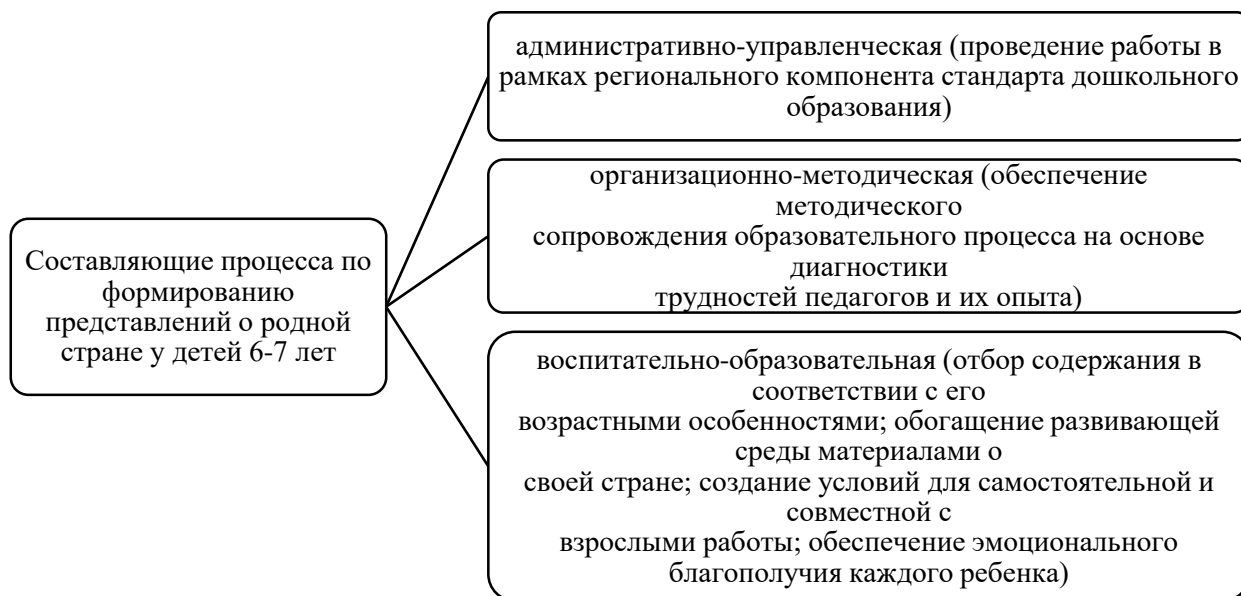 Составляющие процесса по
формированию
представлений о родной
стране у детей 6-7 лет
административно-управленческая (проведение работы в
рамках регионального компонента стандарта дошкольного
образования)
организационно-методическая (обеспечение
методического
сопровождения образовательного процесса на основе
диагностики
трудностей педагогов и их опыта)
воспитательно-образовательная (отбор содержания в
соответствии с его
возрастными особенностями; обогащение развивающей
среды материалами о
своей стране; создание условий для самостоятельной и
совместной с
взрослыми работы; обеспечение эмоционального
благополучия каждого ребенка)